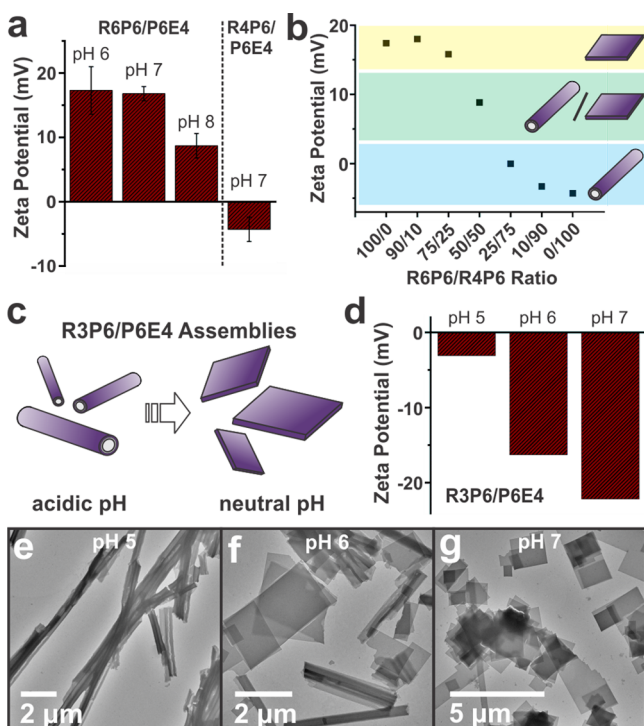 a
R6P6/P6E4
R4P6/
P6E4
pH 6
pH 7
pH 8
pH 7
20
10
0
-10
Zeta Potential (mV)
b
20
10
0
Zeta Potential (mV)
100/0
90/10
75/25
50/50
25/75
10/90
0/100
R6P6/R4P6 Ratio
c
R3P6/P6E4 Assemblies
acidic pH
neutral pH
d
pH 5
pH 6
pH 7
0
-10
-20
Zeta Potential (mV)
R3P6/P6E4
e
pH 5
2 µm
f
pH 6
2 µm
g
pH 7
5 µm